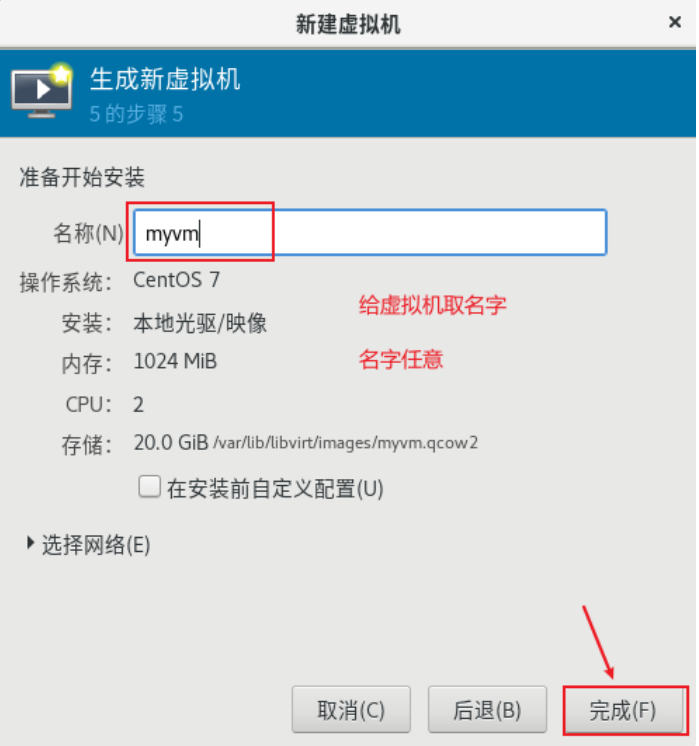 新建虚拟机 ×
生成新虚拟机
5 的步骤 5
准备开始安装
名称(N) myvm
操作系统: CentOS 7
给虚拟机取名字
安装: 本地光驱/映像
内存: 1024 MiB
名字任意
CPU: 2
存储: 20.0 GiB /var/lib/libvirt/images/myvm.qcow2
在安装前自定义配置(U)
选择网络(E)
取消(C) 后退(B) 完成(F)